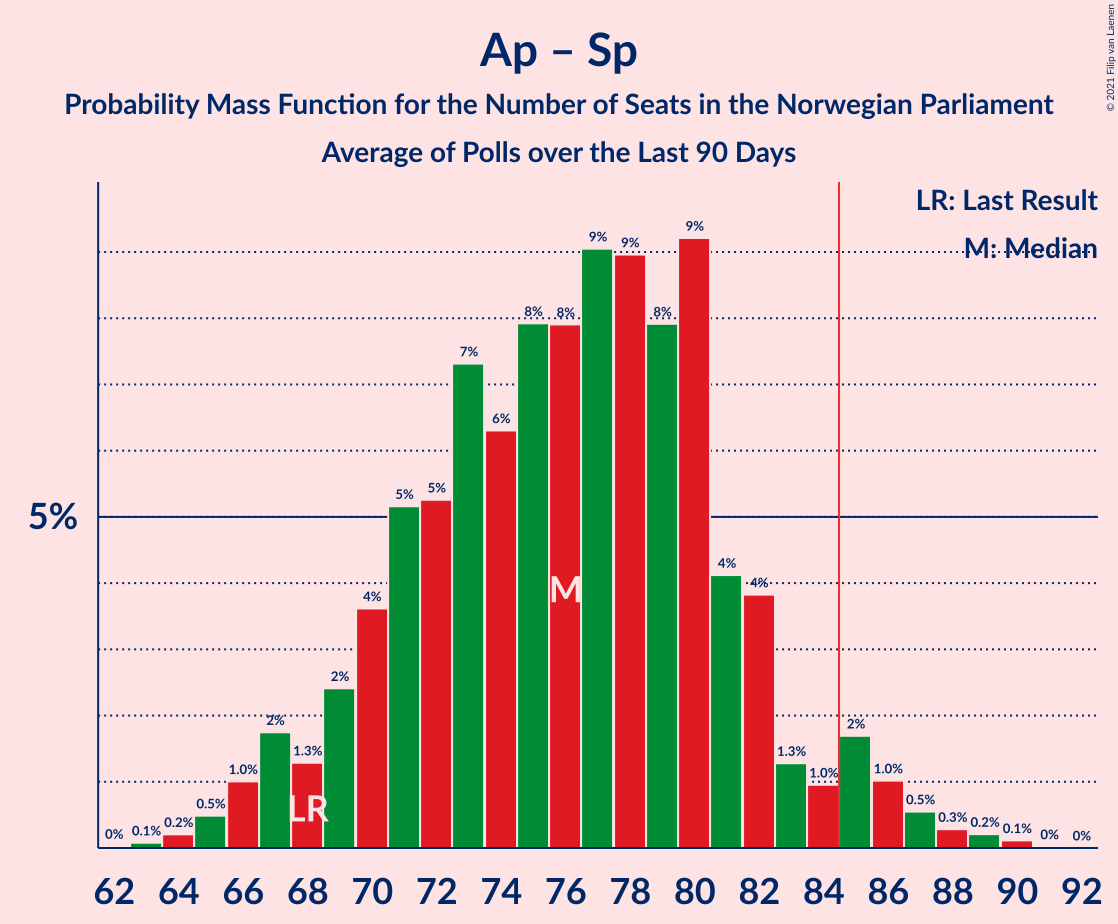 Ap – Sp
Probability Mass Function for the Number of Seats in the Norwegian Parliament
Average of Polls over the Last 90 Days
© 2021 Filip van Laenen
LR: Last Result
M: Median
5%
0% 0.1% 0.2% 0.5% 1.0% 2% 1.3% 2% 4% 5% 5% 7% 6% 8% 8% 9% 9% 8% 9% 4% 4% 1.3% 1.0% 2% 1.0% 0.5% 0.3% 0.2% 0.1% 0% 0%
M
LR
62 64 66 68 70 72 74 76 78 80 82 84 86 88 90 92